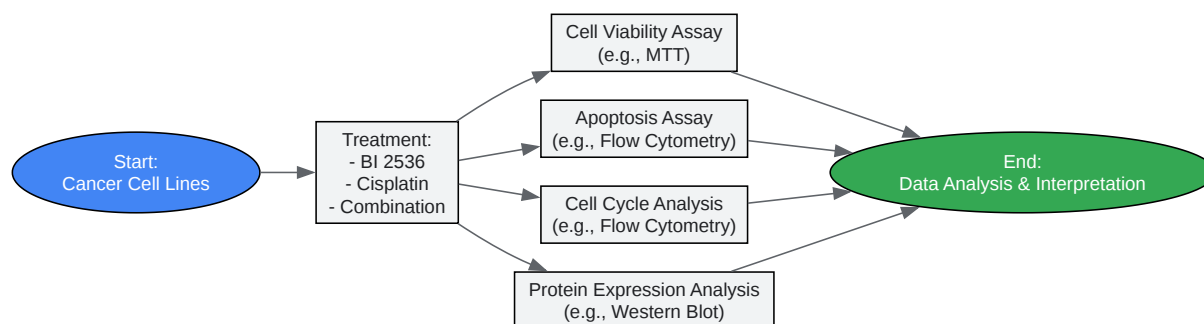 Start:
Cancer Cell Lines
Treatment:
- BI 2536
- Cisplatin
- Combination
Cell Viability Assay
(e.g., MTT)
Apoptosis Assay
(e.g., Flow Cytometry)
Cell Cycle Analysis
(e.g., Flow Cytometry)
Protein Expression Analysis
(e.g., Western Blot)
End:
Data Analysis & Interpretation